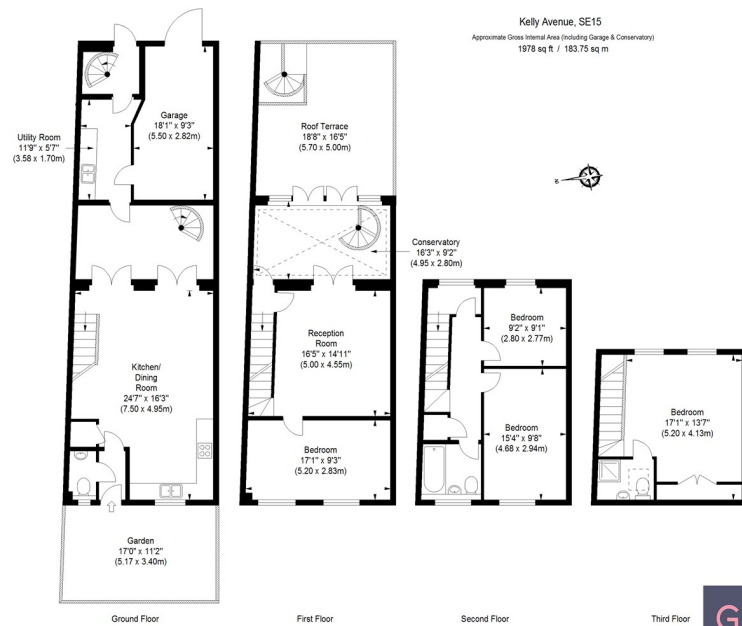 Kelly Avenue, SE15
Approximate Gross Internal Area (Including Garage & Conservatory)
1978 sq ft / 183.75 sq m
Utility Room
11'9" x 5'7"
(3.58 x 1.70m)
Garage
18'1" x 9'3"
(5.50 x 2.82m)
Kitchen/
Dining
Room
24'7" x 16'3"
(7.50 x 4.95m)
Garden
17'0" x 11'2"
(5.17 x 3.40m)
Ground Floor
Roof Terrace
18'8" x 16'5"
(5.70 x 5.00m)
Conservatory
16'3" x 9'2"
(4.95 x 2.80m)
Reception
Room
16'5" x 14'11"
(5.00 x 4.55m)
Bedroom
17'1" x 9'3"
(5.20 x 2.83m)
First Floor
Bedroom
9'2" x 9'1"
(2.80 x 2.77m)
Bedroom
15'4" x 9'8"
(4.68 x 2.94m)
Second Floor
Bedroom
17'1" x 13'7"
(5.20 x 4.13m)
Third Floor
N
G